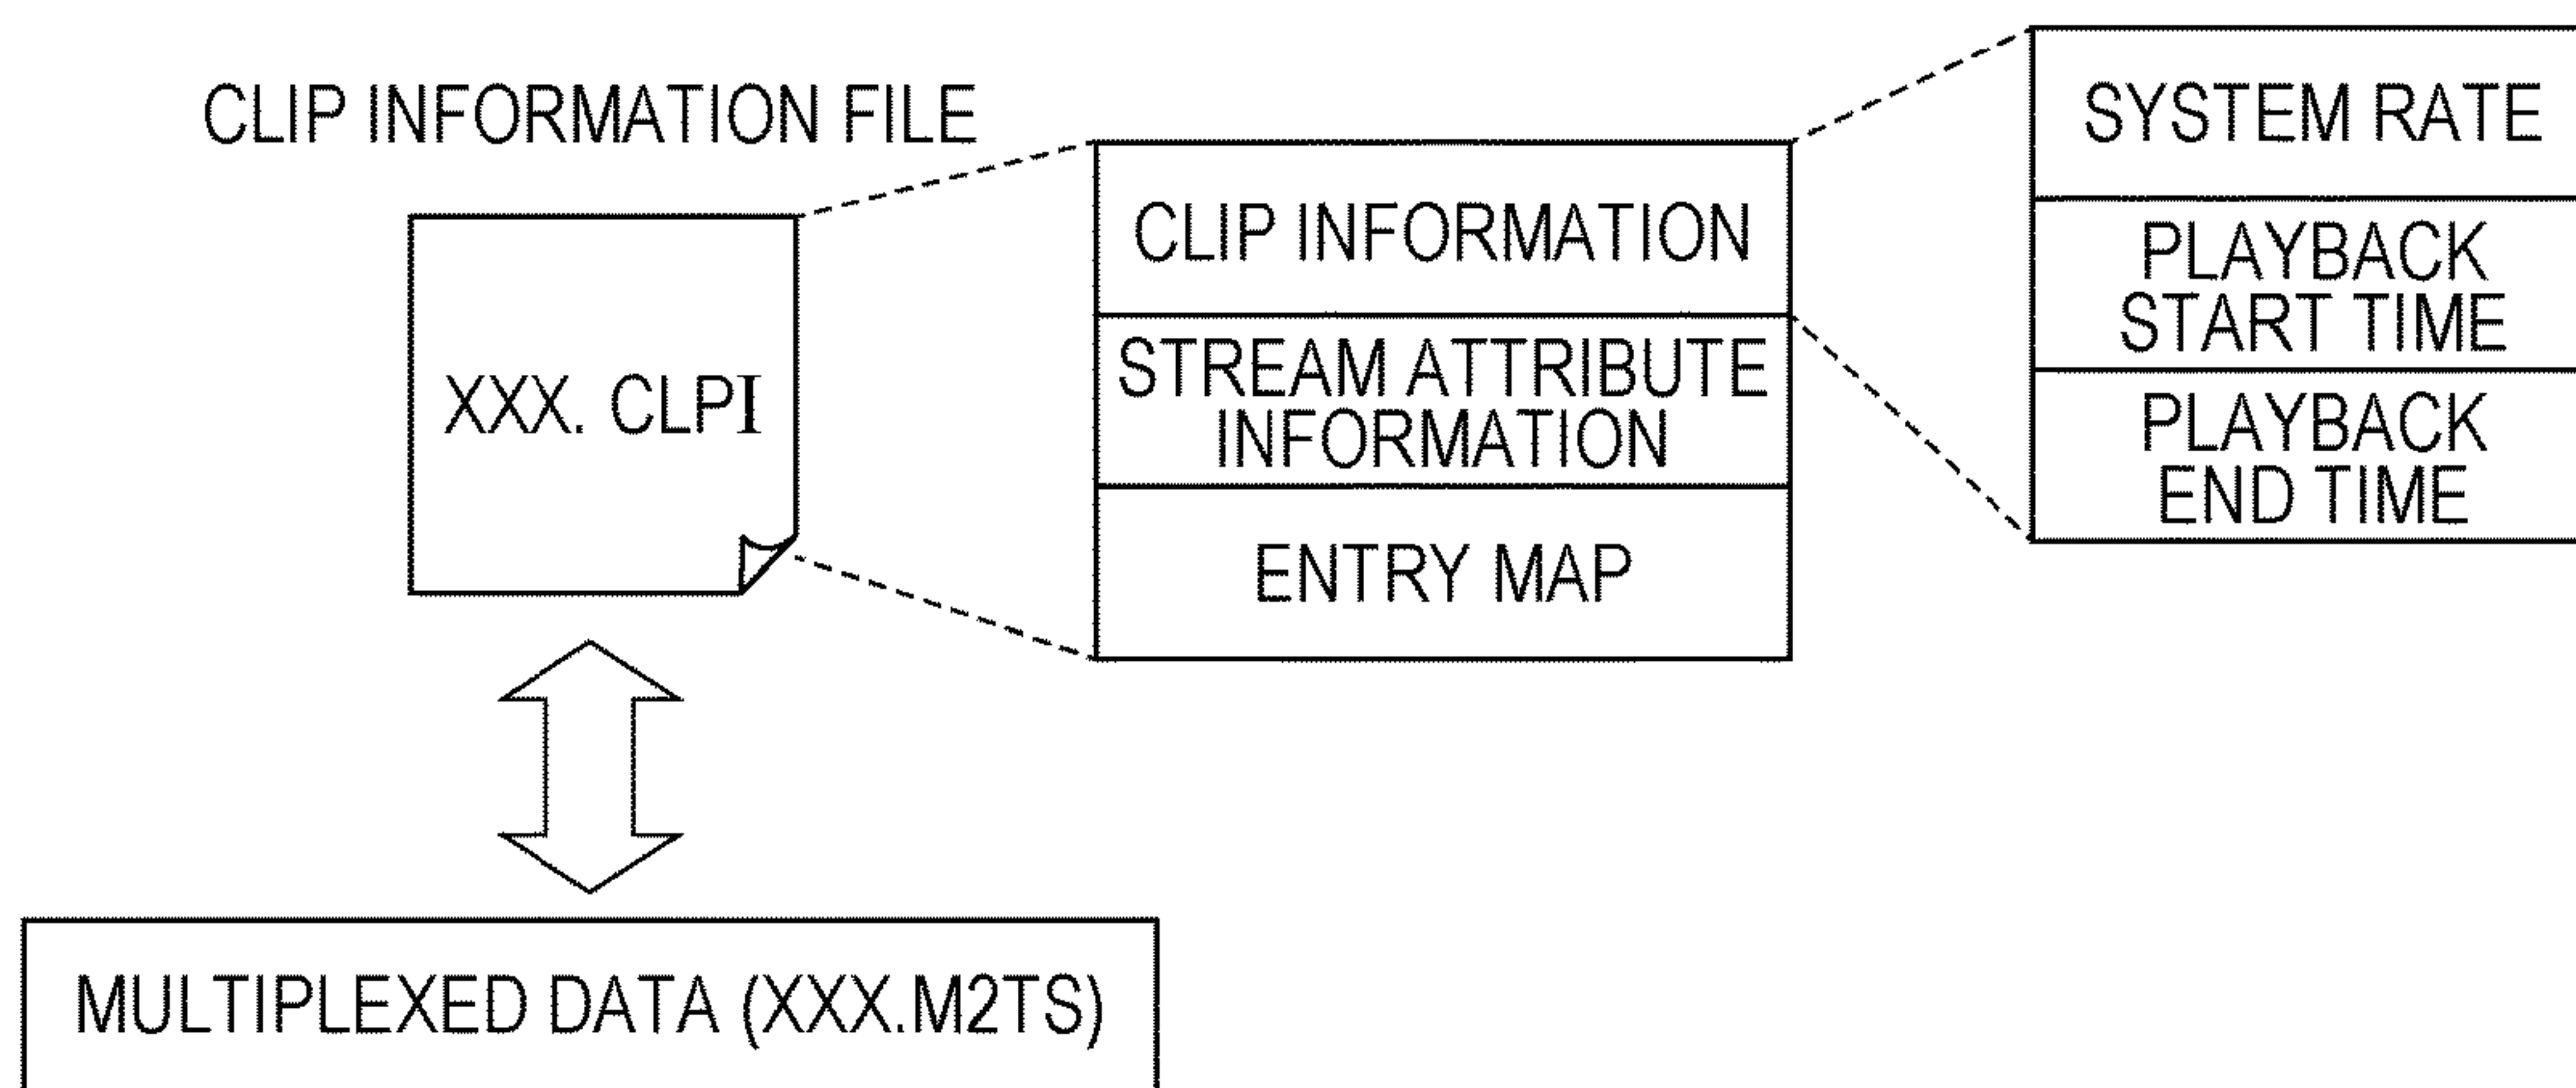 CLIP INFORMATION FILE
XXX. CLPI
MULTIPLEXED DATA (XXX.M2TS)
CLIP INFORMATION
STREAM ATTRIBUTE
INFORMATION
ENTRY MAP
SYSTEM RATE
PLAYBACK
START TIME
PLAYBACK
END TIME